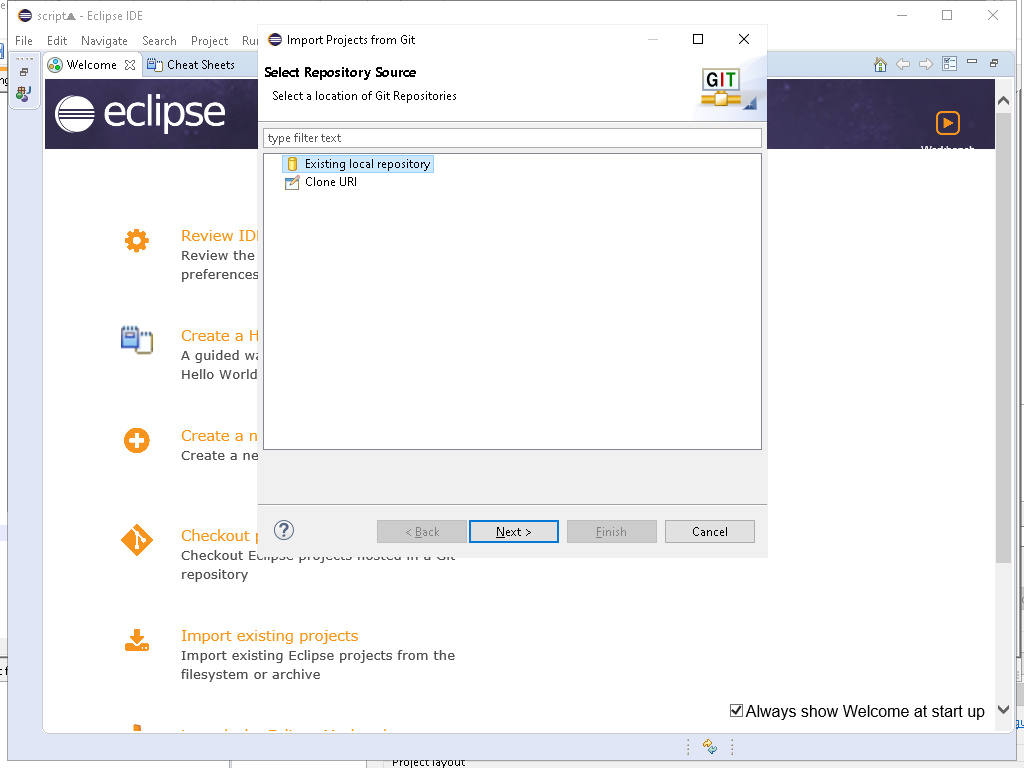 script - Eclipse IDE
File Edit Navigate Search Project Ru
Welcome Cheat Sheets
eclipse
Import Projects from Git
Select Repository Source
Select a location of Git Repositories
GIT
type filter text
Existing local repository
Clone URI
Review ID
Review the
preferences
Create a H
A guided wa
Hello World
Create a n
Create a ne
Checkout p
Checkout Eclipse projects hosted in a Git
repository
< Back Next > Finish Cancel
Import existing projects
Import existing Eclipse projects from the
filesystem or archive
Always show Welcome at start up
Project layout